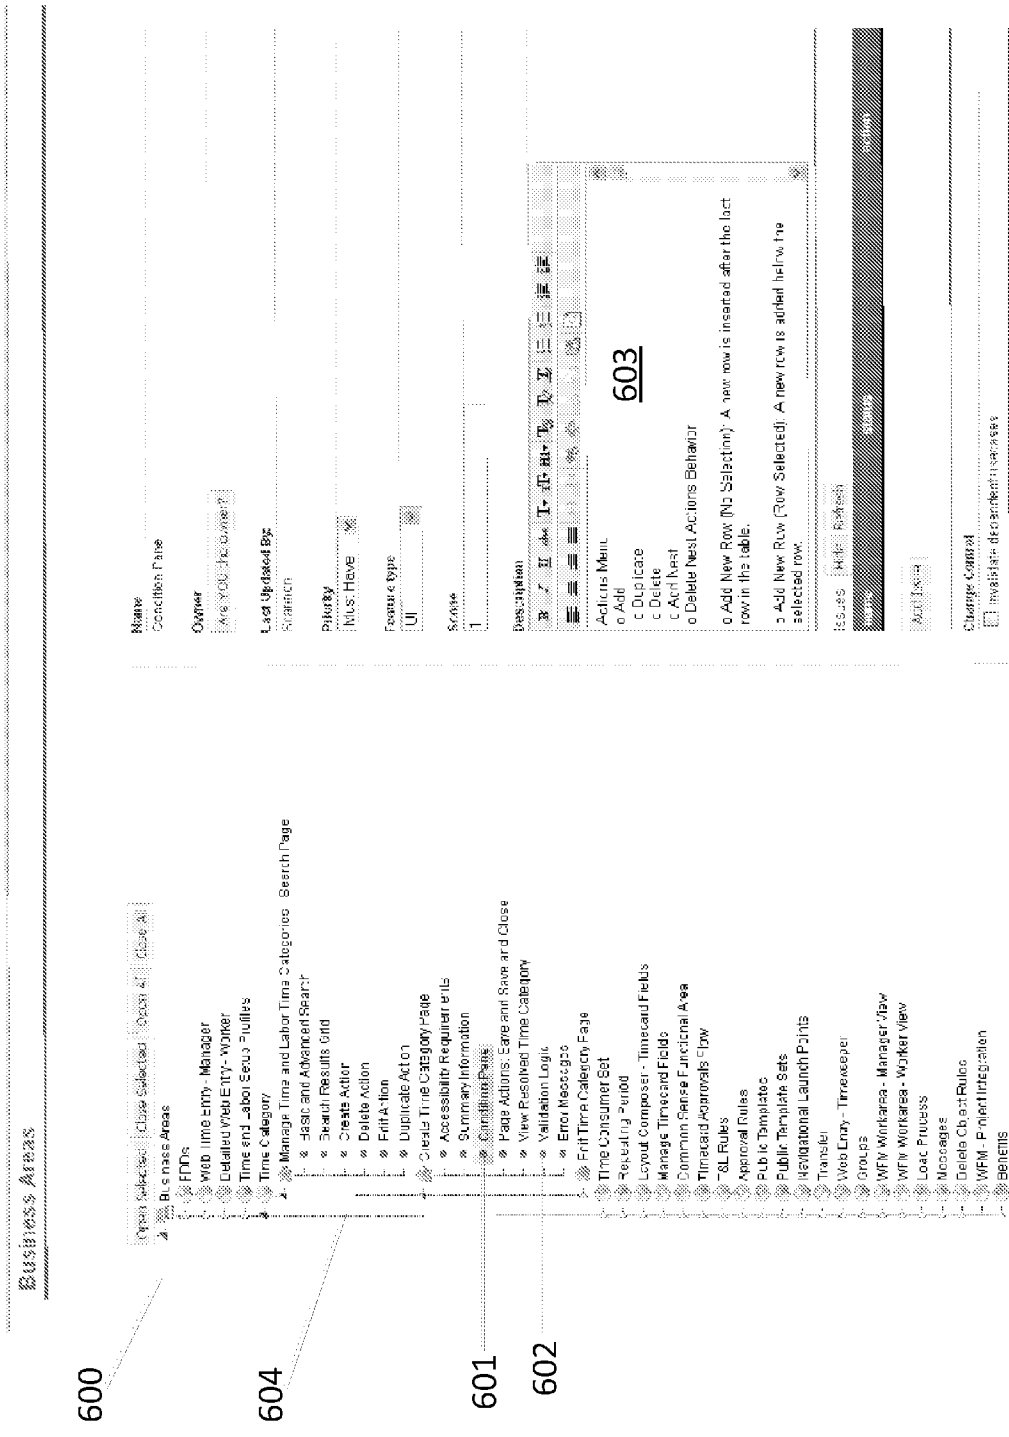 Business Areas
600
Open Selected Close Selected Open All Close All
Business Areas
FDDs
Web Time Entry - Manager
Detailed Web Entry - Worker
Time and Labor Setup Profiles
Time Category
Manage Time and Labor Time Categories Search Page
Basic and Advanced Search
Search Results Grid
Create Action
Delete Action
Edit Action
Duplicate Action
604
Create Time Category Page
Accessibility Requirements
Summary Information
Condition Pane
601
Page Actions: Save and Save and Close
View Resolved Time Category
Validation Logic
602
Error Messages
Edit Time Category Page
Time Consumer Set
Repeating Period
Layout Composer - Timecard Fields
Manage Timecard Fields
Common Sense Functional Area
Timecard Approvals Flow
T&L Rules
Approval Rules
Public Templates
Public Template Sets
Navigational Launch Points
Transfer
Web Entry - Timekeeper
Groups
WFM Workarea - Manager View
WFM Workarea - Worker View
Load Process
Messages
Delete Object Rules
WFM - Project Integration
Benefits
Name
Condition Pane
Owner
Are YOU the owner?
Last Updated By:
Priority
Must Have
Feature type
UI
Score
1
Description
603
Actions Menu
o Add
o Duplicate
o Delete
o Add Nest
o Delete Nest Actions Behavior
o Add New Row (No Selection): A new row is inserted after the last
row in the table.
o Add New Row (Row Selected): A new row is added below the
selected row.
Issues Hide Refresh
name status action
Add Issue
Change Control
Invalidate dependent usecases